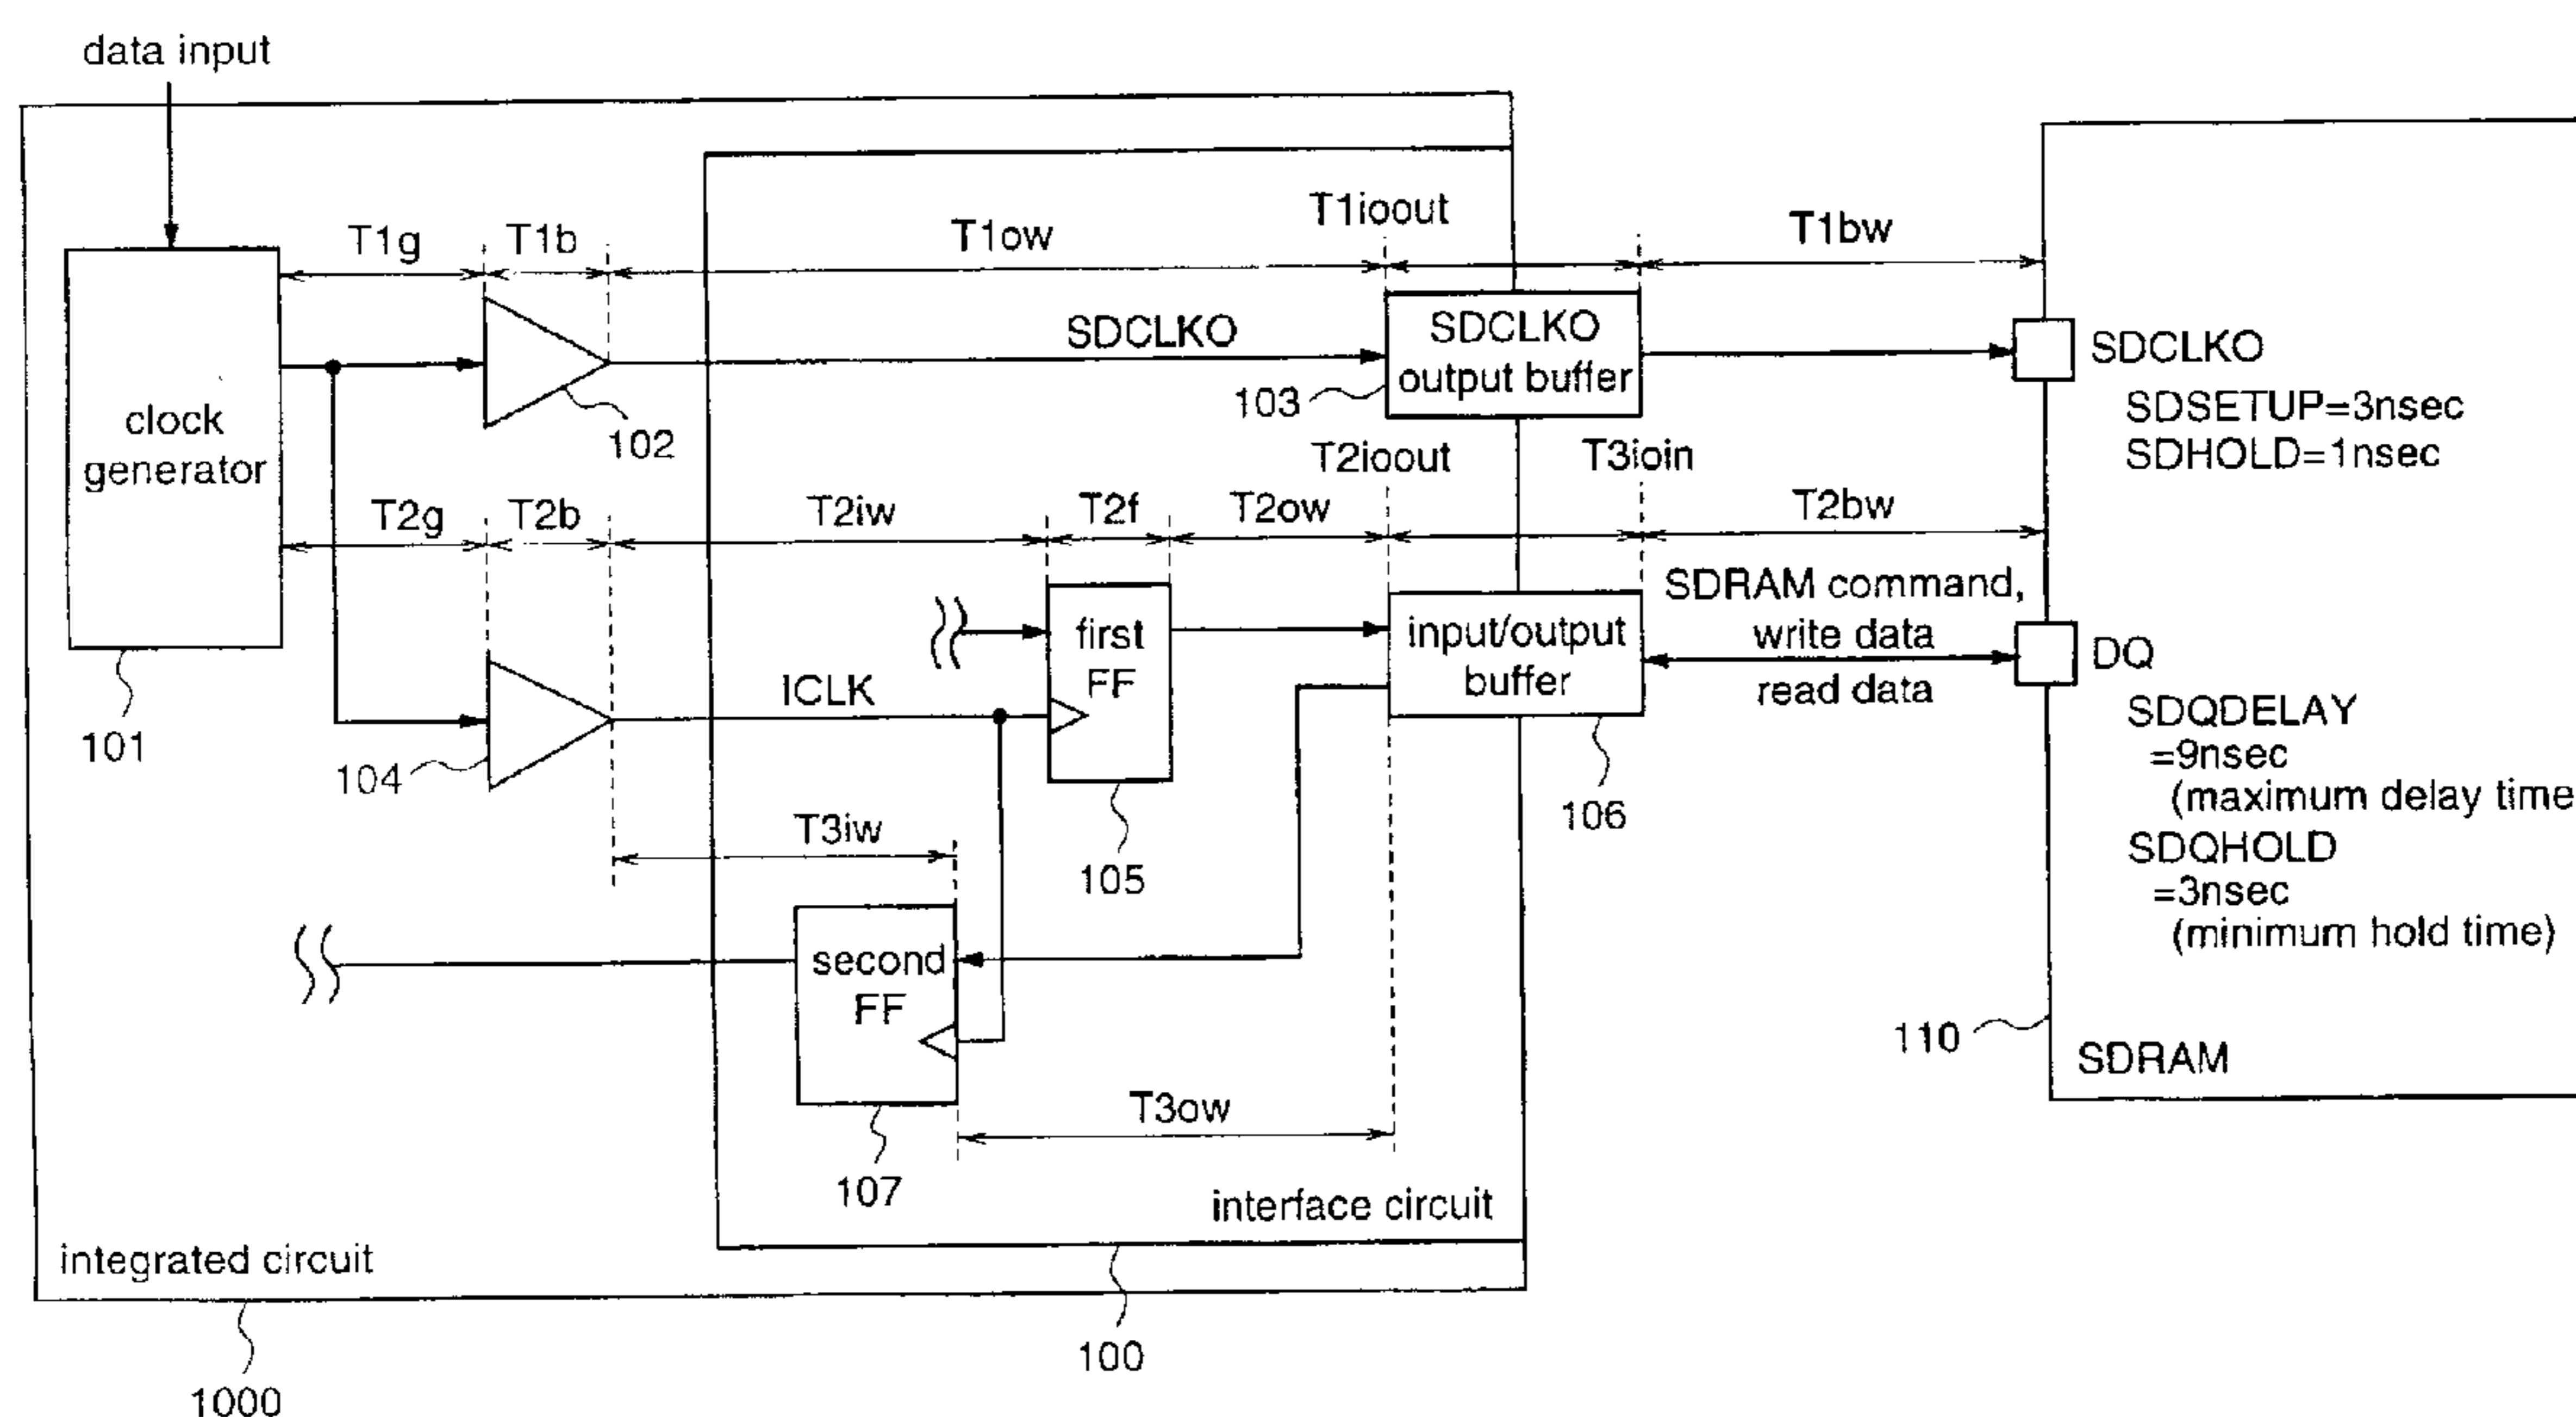 data input
T1g
T1b
T1ow
T1ioout
T1bw
clock
generator
101
102
SDCLKO
SDCLKO
output buffer
103
SDCLKO
SDSETUP=3nsec
SDHOLD=1nsec
T2g
T2b
T2iw
T2f
T2ow
T2ioout
T3ioin
T2bw
104
ICLK
first
FF
105
input/output
buffer
106
SDRAM command,
write data
read data
DQ
SDQDELAY
=9nsec
(maximum delay time
SDQHOLD
=3nsec
(minimum hold time)
T3iw
second
FF
107
T3ow
110
SDRAM
interface circuit
100
integrated circuit
1000